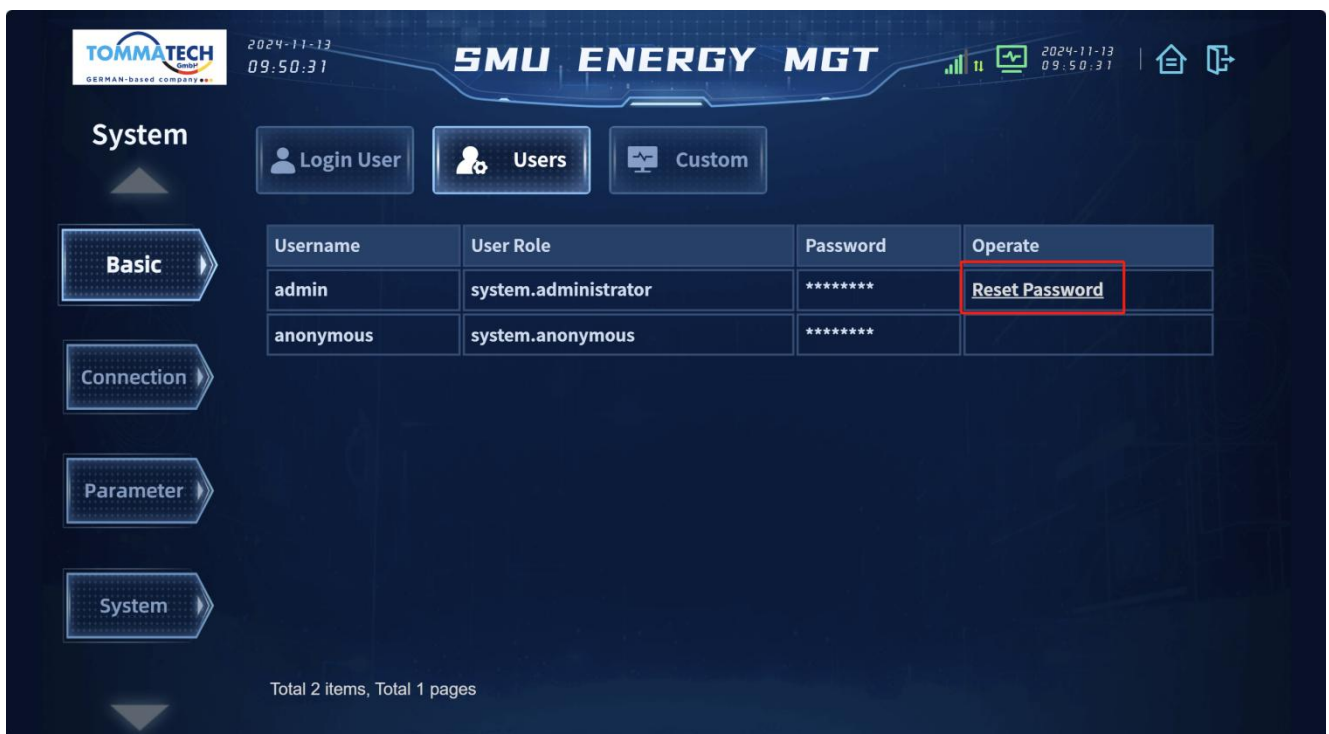 TOMMATECH
GmbH
GERMAN-based company
2024-11-13
09:50:31
SMU ENERGY MGT
2024-11-13
09:50:31
System
Login User
Users
Custom
Basic
Connection
Parameter
System
Username User Role Password Operate
admin system.administrator ******** Reset Password
anonymous system.anonymous ********
Total 2 items, Total 1 pages